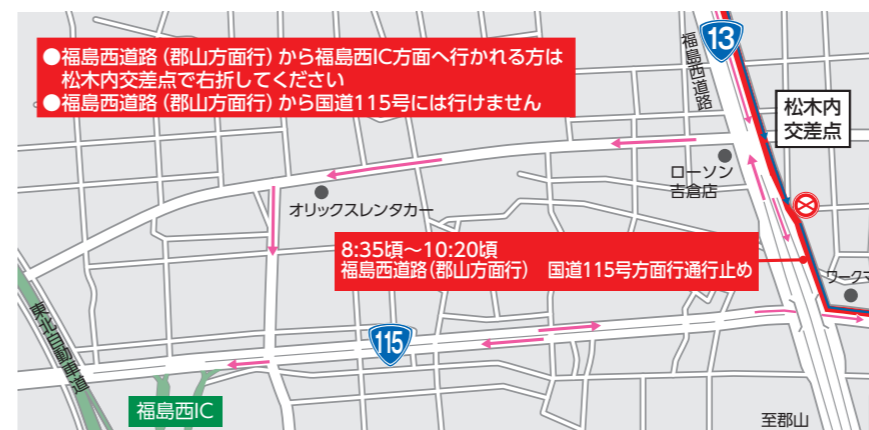 ●福島西道路(郡山方面行)から福島西IC方面へ行かれる方は
松木内交差点で右折してください
●福島西道路(郡山方面行)から国道115号には行けません
13
福島西道路
松木内
交差点
ローソン
吉倉店
オリックスレンタカー
8:35頃〜10:20頃
福島西道路(郡山方面行) 国道115号方面行通行止め
ワークマ
東北自動車道
115
福島西IC
至郡山